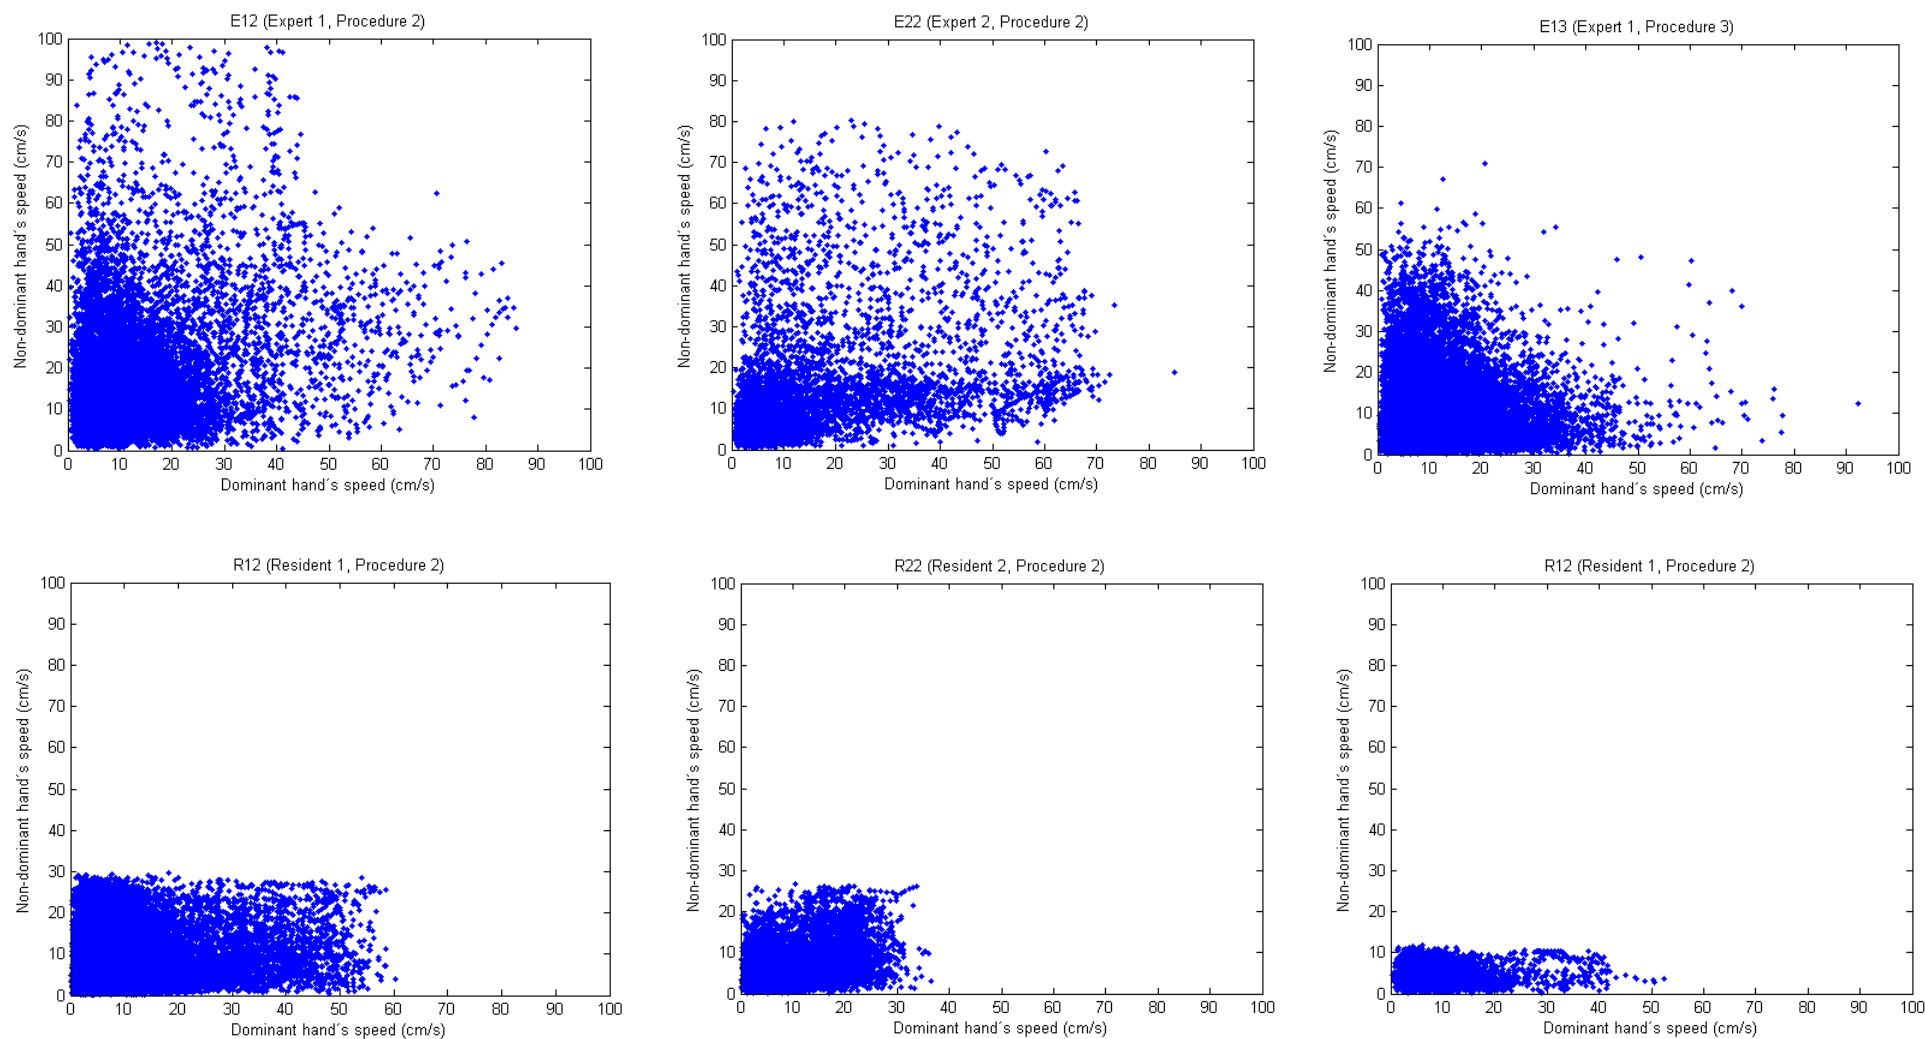 E12 (Expert 1, Procedure 2)
100
90
80
70
60
50
40
30
20
10
0
Non-dominant hand´s speed (cm/s)
0 10 20 30 40 50 60 70 80 90 100
Dominant hand´s speed (cm/s)
E22 (Expert 2, Procedure 2)
100
90
80
70
60
50
40
30
20
10
0
Non-dominant hand´s speed (cm/s)
0 10 20 30 40 50 60 70 80 90 100
Dominant hand´s speed (cm/s)
E13 (Expert 1, Procedure 3)
100
90
80
70
60
50
40
30
20
10
0
Non-dominant hand´s speed (cm/s)
0 10 20 30 40 50 60 70 80 90 100
Dominant hand´s speed (cm/s)
R12 (Resident 1, Procedure 2)
100
90
80
70
60
50
40
30
20
10
0
Non-dominant hand´s speed (cm/s)
0 10 20 30 40 50 60 70 80 90 100
Dominant hand´s speed (cm/s)
R22 (Resident 2, Procedure 2)
100
90
80
70
60
50
40
30
20
10
0
Non-dominant hand´s speed (cm/s)
0 10 20 30 40 50 60 70 80 90 100
Dominant hand´s speed (cm/s)
R12 (Resident 1, Procedure 2)
100
90
80
70
60
50
40
30
20
10
0
Non-dominant hand´s speed (cm/s)
0 10 20 30 40 50 60 70 80 90 100
Dominant hand´s speed (cm/s)